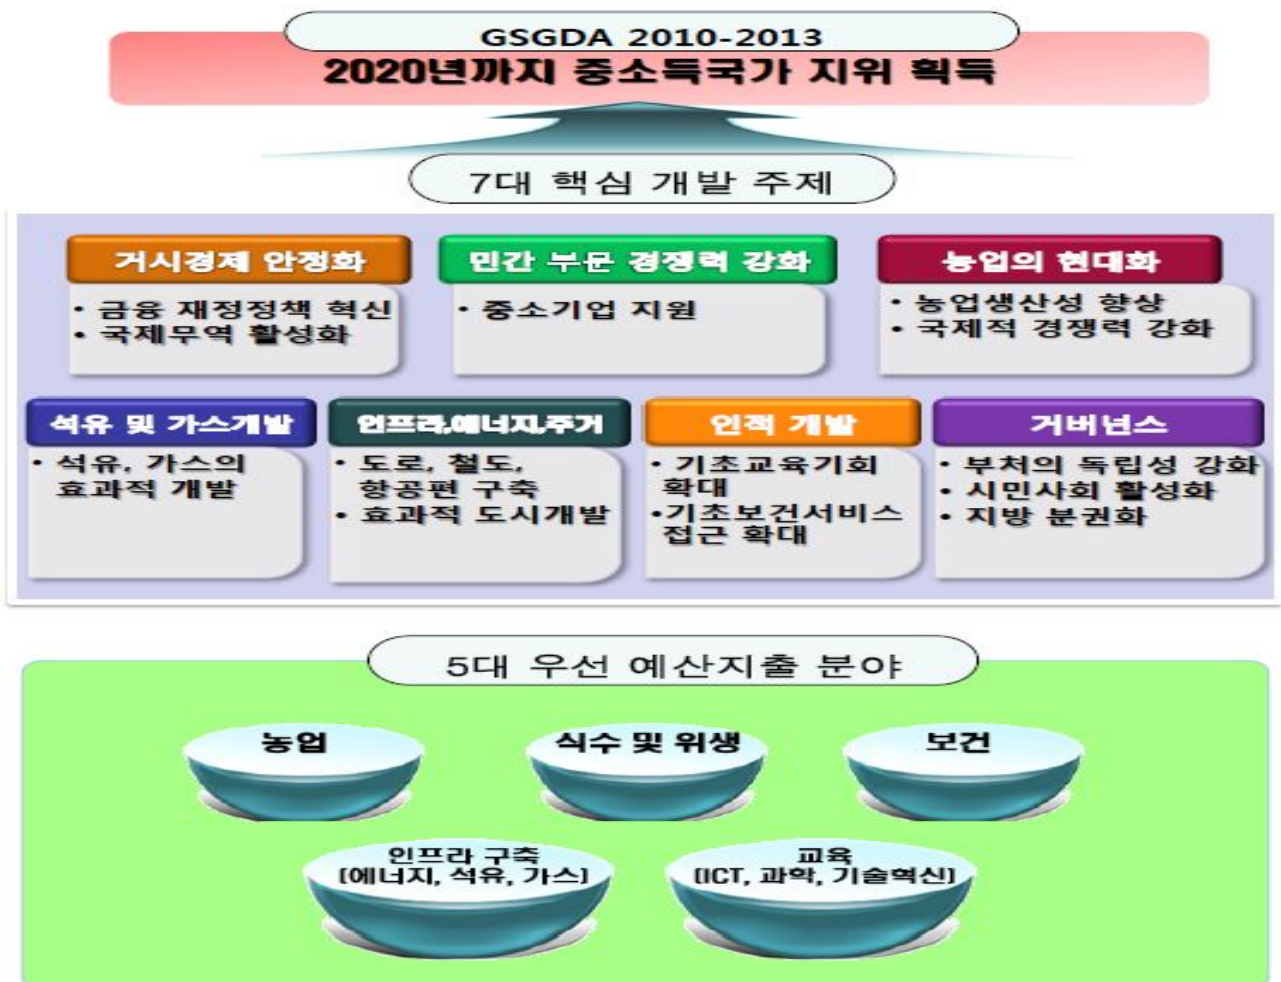 GSGDA 2010-2013
2020년까지 중소득국가 지위 획득
7대 핵심 개발 주제
거시경제 안정화
• 금융 재정정책 혁신
• 국제무역 활성화
민간 부문 경쟁력 강화
• 중소기업 지원
농업의 현대화
• 농업생산성 향상
• 국제적 경쟁력 강화
석유 및 가스개발
• 석유, 가스의
효과적 개발
인프라,에너지,주거
• 도로, 철도,
항공편 구축
• 효과적 도시개발
인적 개발
• 기초교육기회
확대
•기초보건서비스
접근 확대
거버넌스
• 부처의 독립성 강화
• 시민사회 활성화
• 지방 분권화
5대 우선 예산지출 분야
농업
식수 및 위생
보건
인프라 구축
(에너지, 석유, 가스)
교육
(ICT, 과학, 기술혁신)